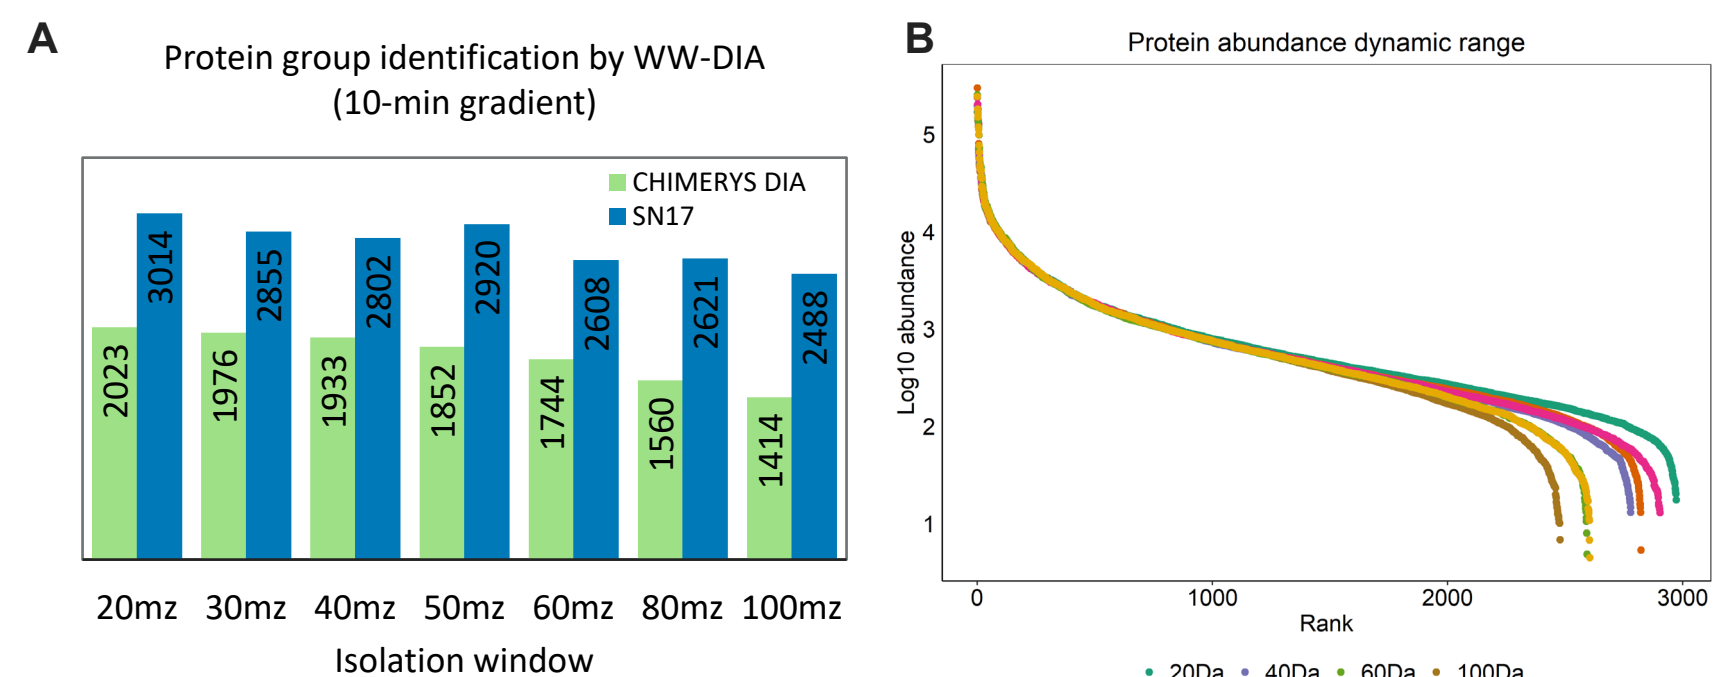 A
Protein group identification by WW-DIA
(10-min gradient)
CHIMERYS DIA
SN17
2023
3014
1976
2855
1933
2802
1852
2920
1744
2608
1560
2621
1414
2488
20mz 30mz 40mz 50mz 60mz 80mz 100mz
Isolation window
B
Protein abundance dynamic range
Log10 abundance
5
4
3
2
1
0 1000 2000 3000
Rank
20Da 40Da 60Da 100Da